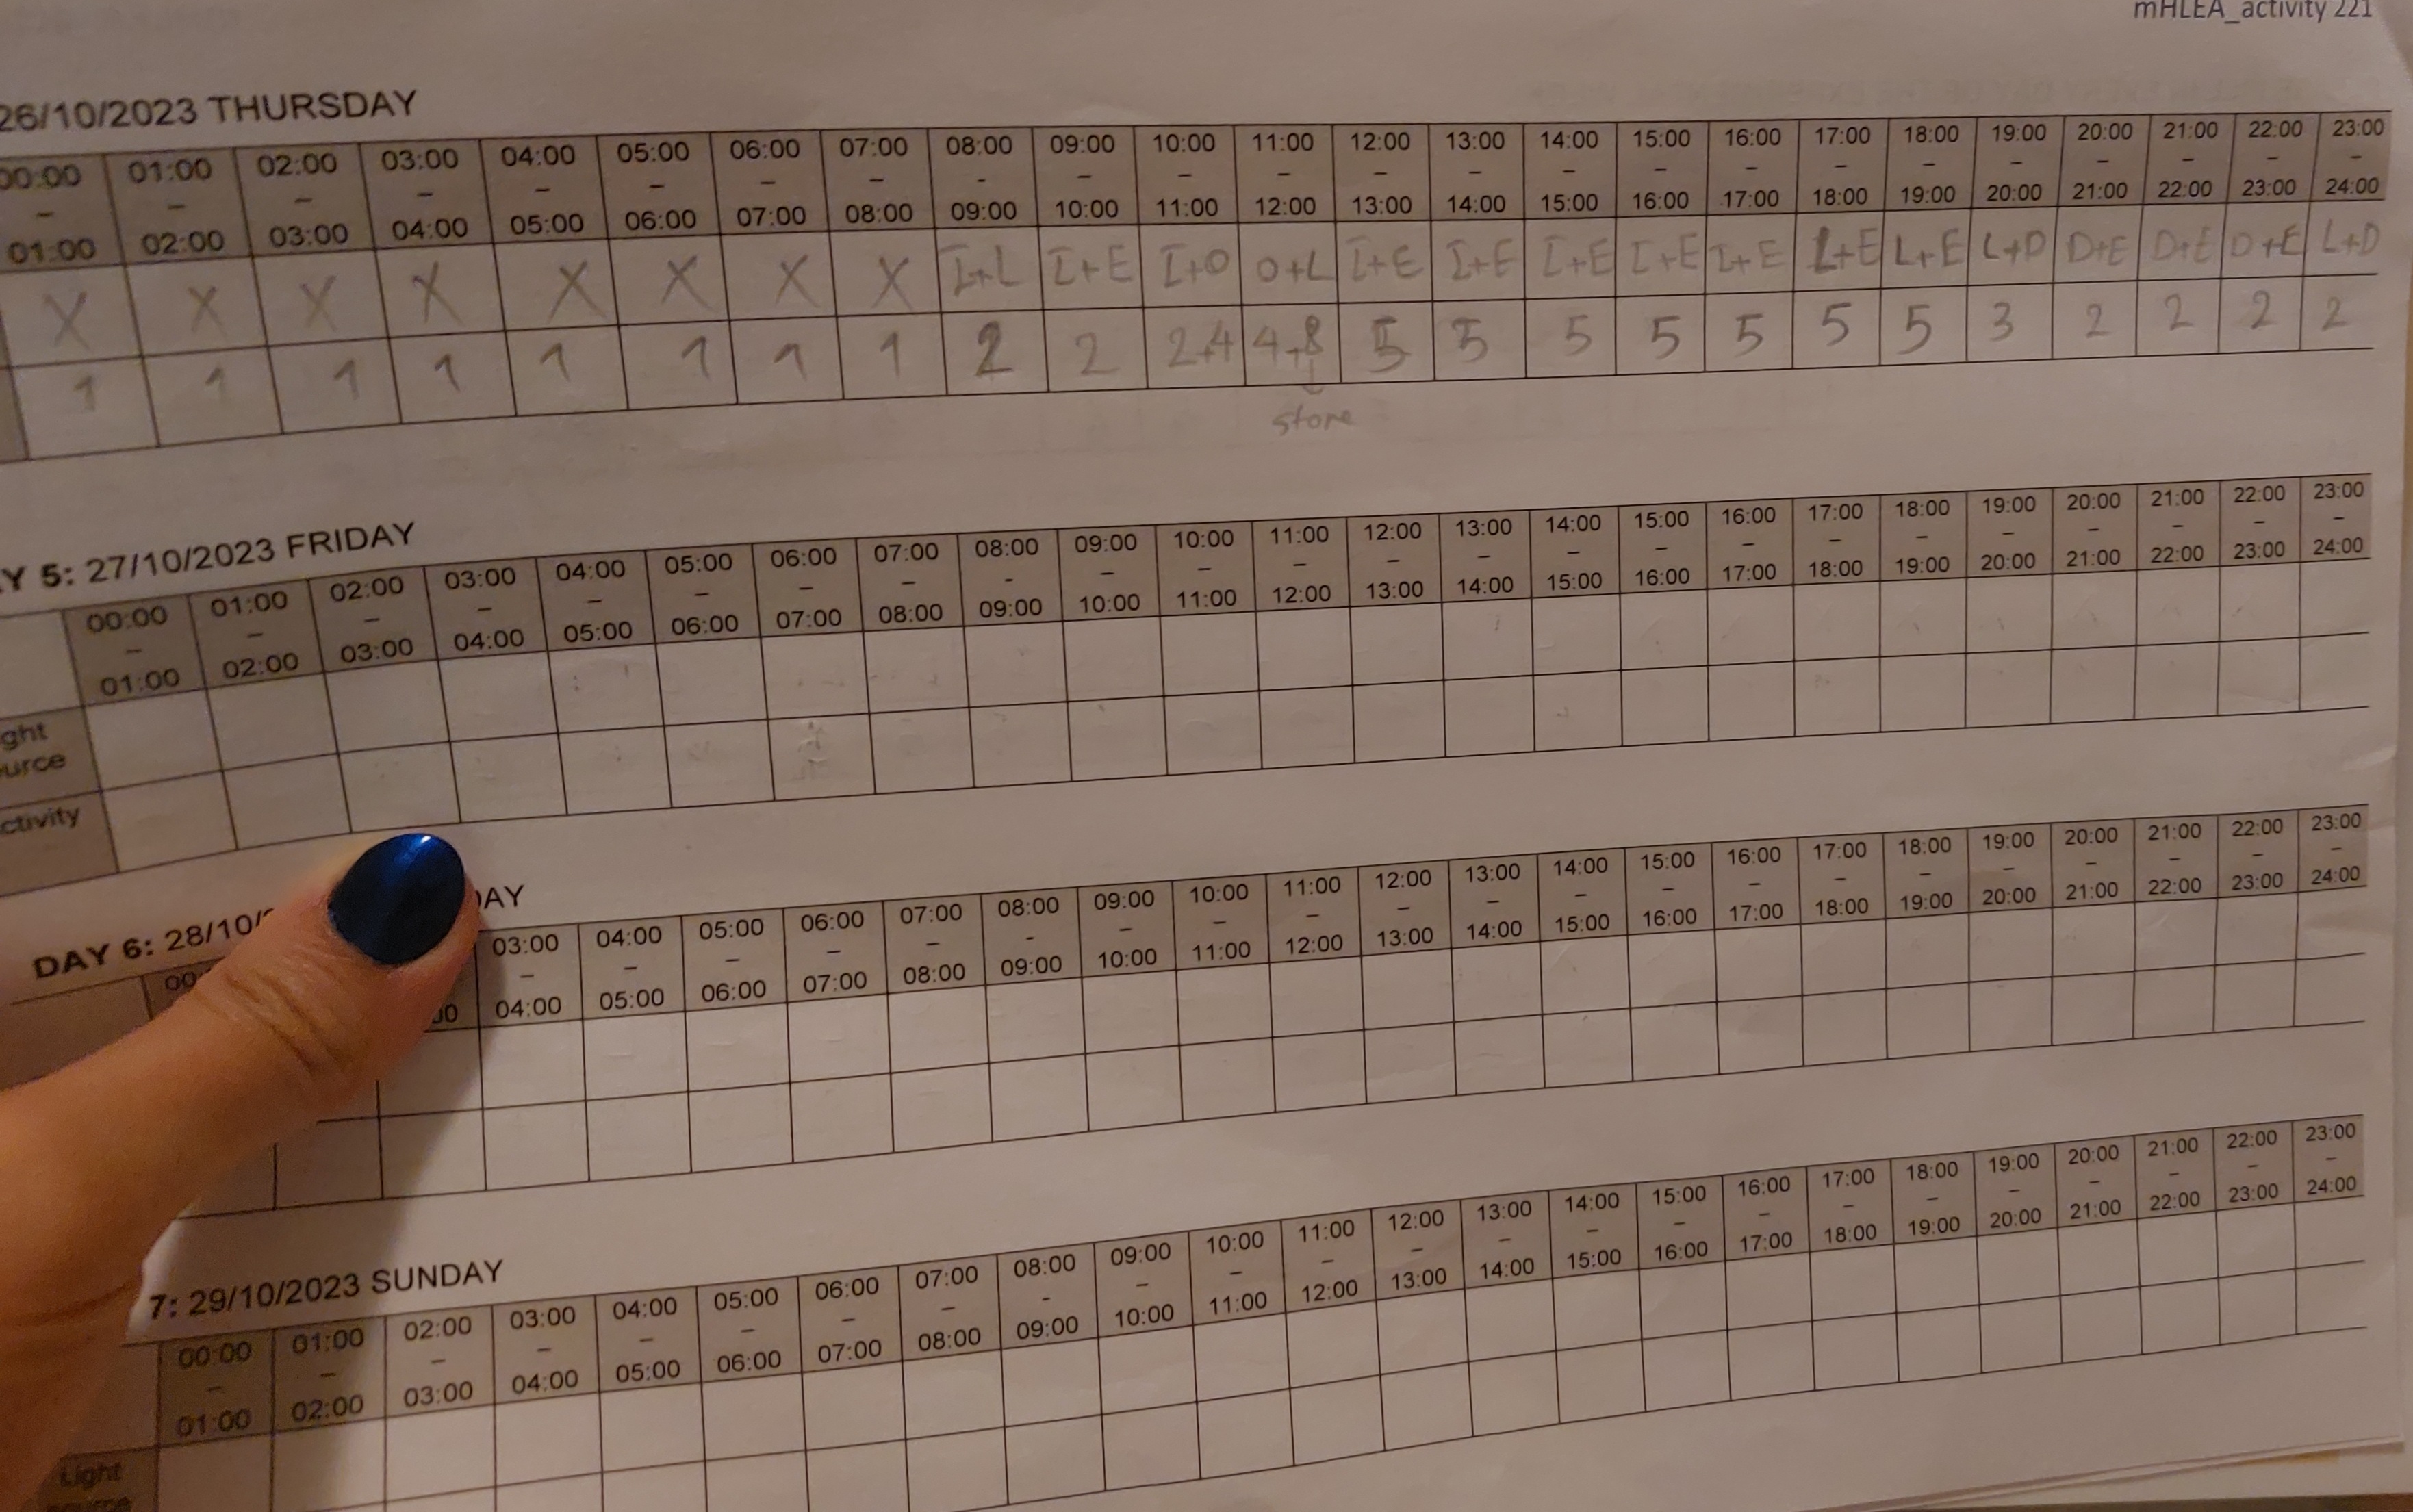 mHLEA_activity 221
26/10/2023 THURSDAY
00:00 01:00 02:00 03:00 04:00 05:00 06:00 07:00 08:00 09:00 10:00 11:00 12:00 13:00 14:00 15:00 16:00 17:00 18:00 19:00 20:00 21:00 22:00 23:00
– – – – – – – – - – – – – – – – – – – – – – – –
01:00 02:00 03:00 04:00 05:00 06:00 07:00 08:00 09:00 10:00 11:00 12:00 13:00 14:00 15:00 16:00 17:00 18:00 19:00 20:00 21:00 22:00 23:00 24:00
X X X X X X X X I+L I+E I+O O+L I+E I+E I+E I+E I+E L+E L+E L+D D+E D+E D+E L+D
1 1 1 1 1 1 1 1 2 2 2+4 4+8 5 5 5 5 5 5 5 3 2 2 2 2
store
Y 5: 27/10/2023 FRIDAY
00:00 01:00 02:00 03:00 04:00 05:00 06:00 07:00 08:00 09:00 10:00 11:00 12:00 13:00 14:00 15:00 16:00 17:00 18:00 19:00 20:00 21:00 22:00 23:00
– – – – – – – – - – – – – – – – – – – – – – – –
01:00 02:00 03:00 04:00 05:00 06:00 07:00 08:00 09:00 10:00 11:00 12:00 13:00 14:00 15:00 16:00 17:00 18:00 19:00 20:00 21:00 22:00 23:00 24:00
ght
urce
ctivity
DAY 6: 28/10/ DAY
00 03:00 04:00 05:00 06:00 07:00 08:00 09:00 10:00 11:00 12:00 13:00 14:00 15:00 16:00 17:00 18:00 19:00 20:00 21:00 22:00 23:00
– – – – – - – – – – – – – – – – – – – – –
00 04:00 05:00 06:00 07:00 08:00 09:00 10:00 11:00 12:00 13:00 14:00 15:00 16:00 17:00 18:00 19:00 20:00 21:00 22:00 23:00 24:00
7: 29/10/2023 SUNDAY
00:00 01:00 02:00 03:00 04:00 05:00 06:00 07:00 08:00 09:00 10:00 11:00 12:00 13:00 14:00 15:00 16:00 17:00 18:00 19:00 20:00 21:00 22:00 23:00
– – – – – – – – - – – – – – – – – – – – – – – –
01:00 02:00 03:00 04:00 05:00 06:00 07:00 08:00 09:00 10:00 11:00 12:00 13:00 14:00 15:00 16:00 17:00 18:00 19:00 20:00 21:00 22:00 23:00 24:00
Light
source